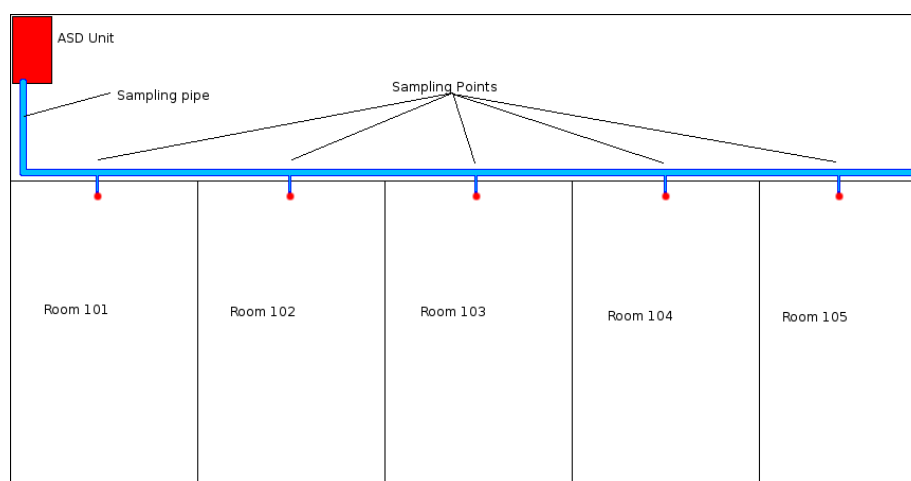 ASD Unit
Sampling pipe
Sampling Points
Room 101
Room 102
Room 103
Room 104
Room 105